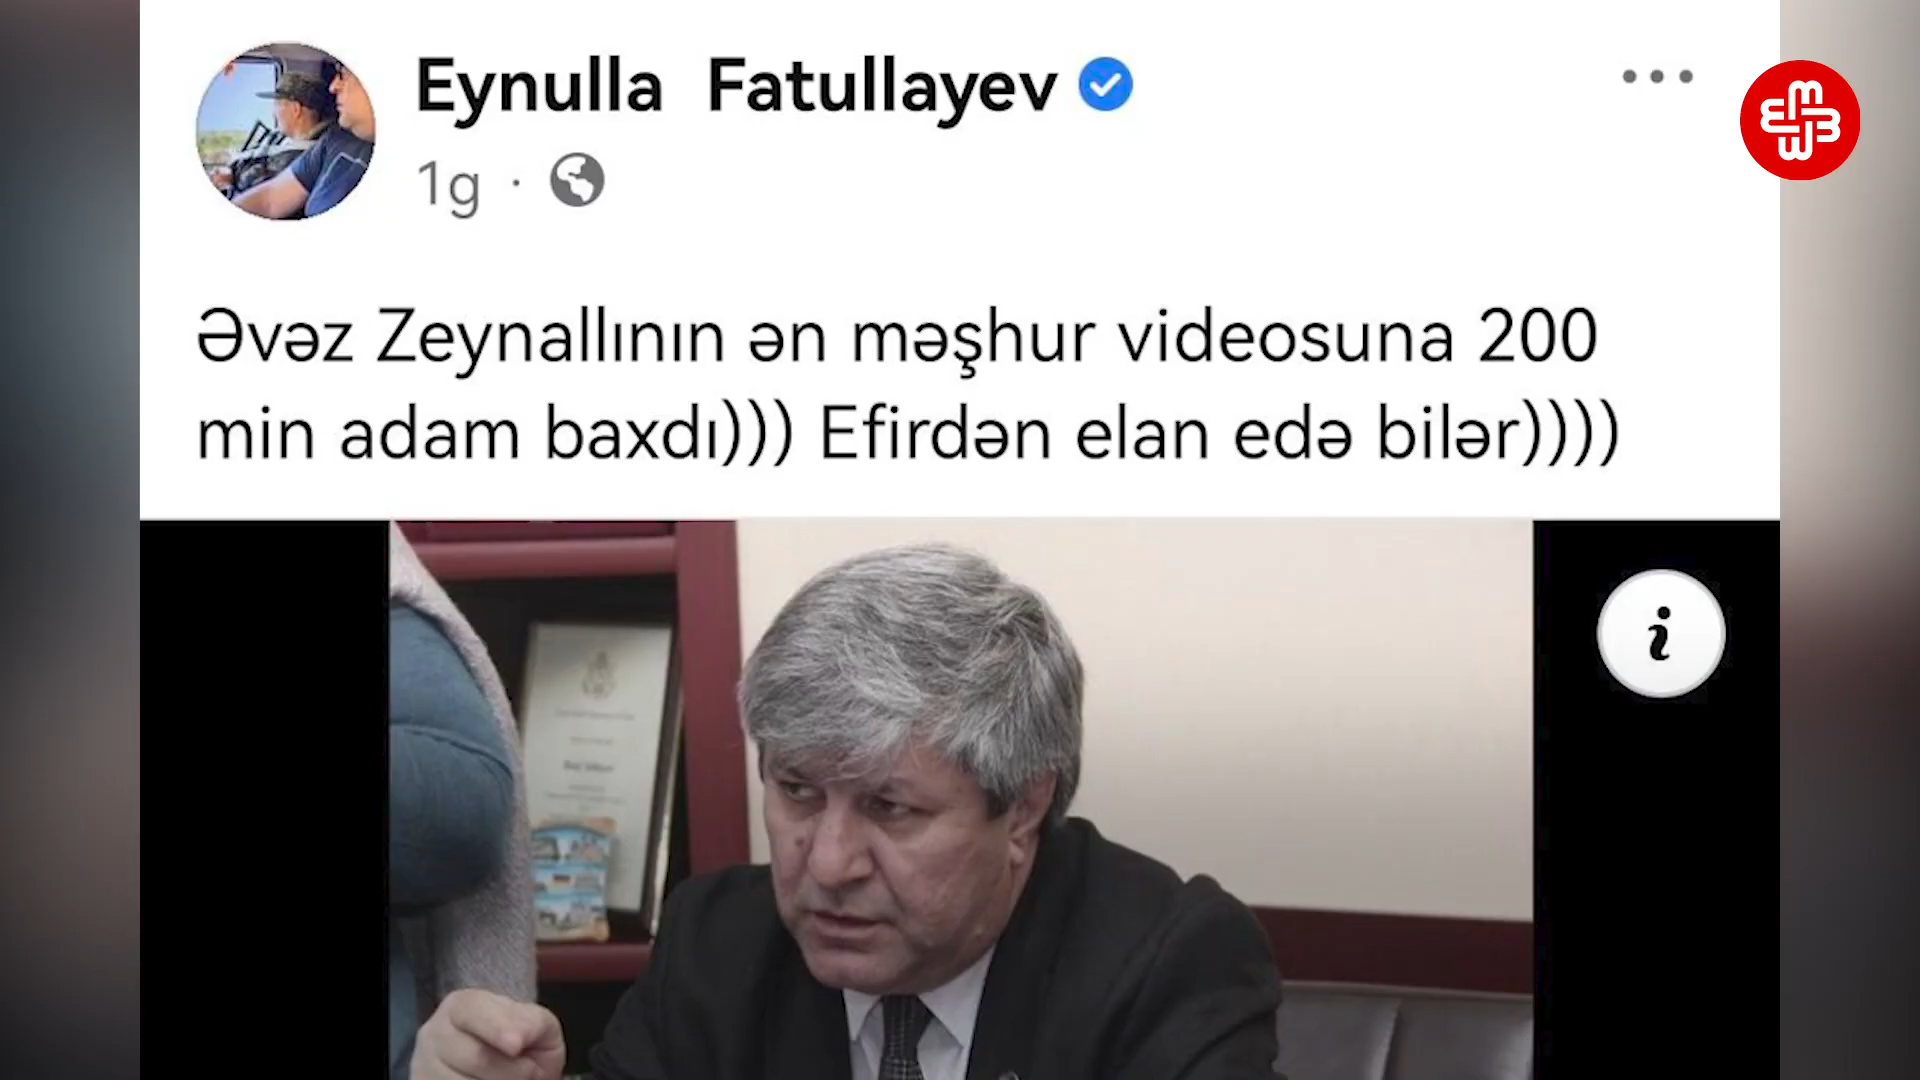 Eynulla Fatullayev
1g ·
Əvəz Zeynallının ən məşhur videosuna 200
min adam baxdı))) Efirdən elan edə bilər))))
i